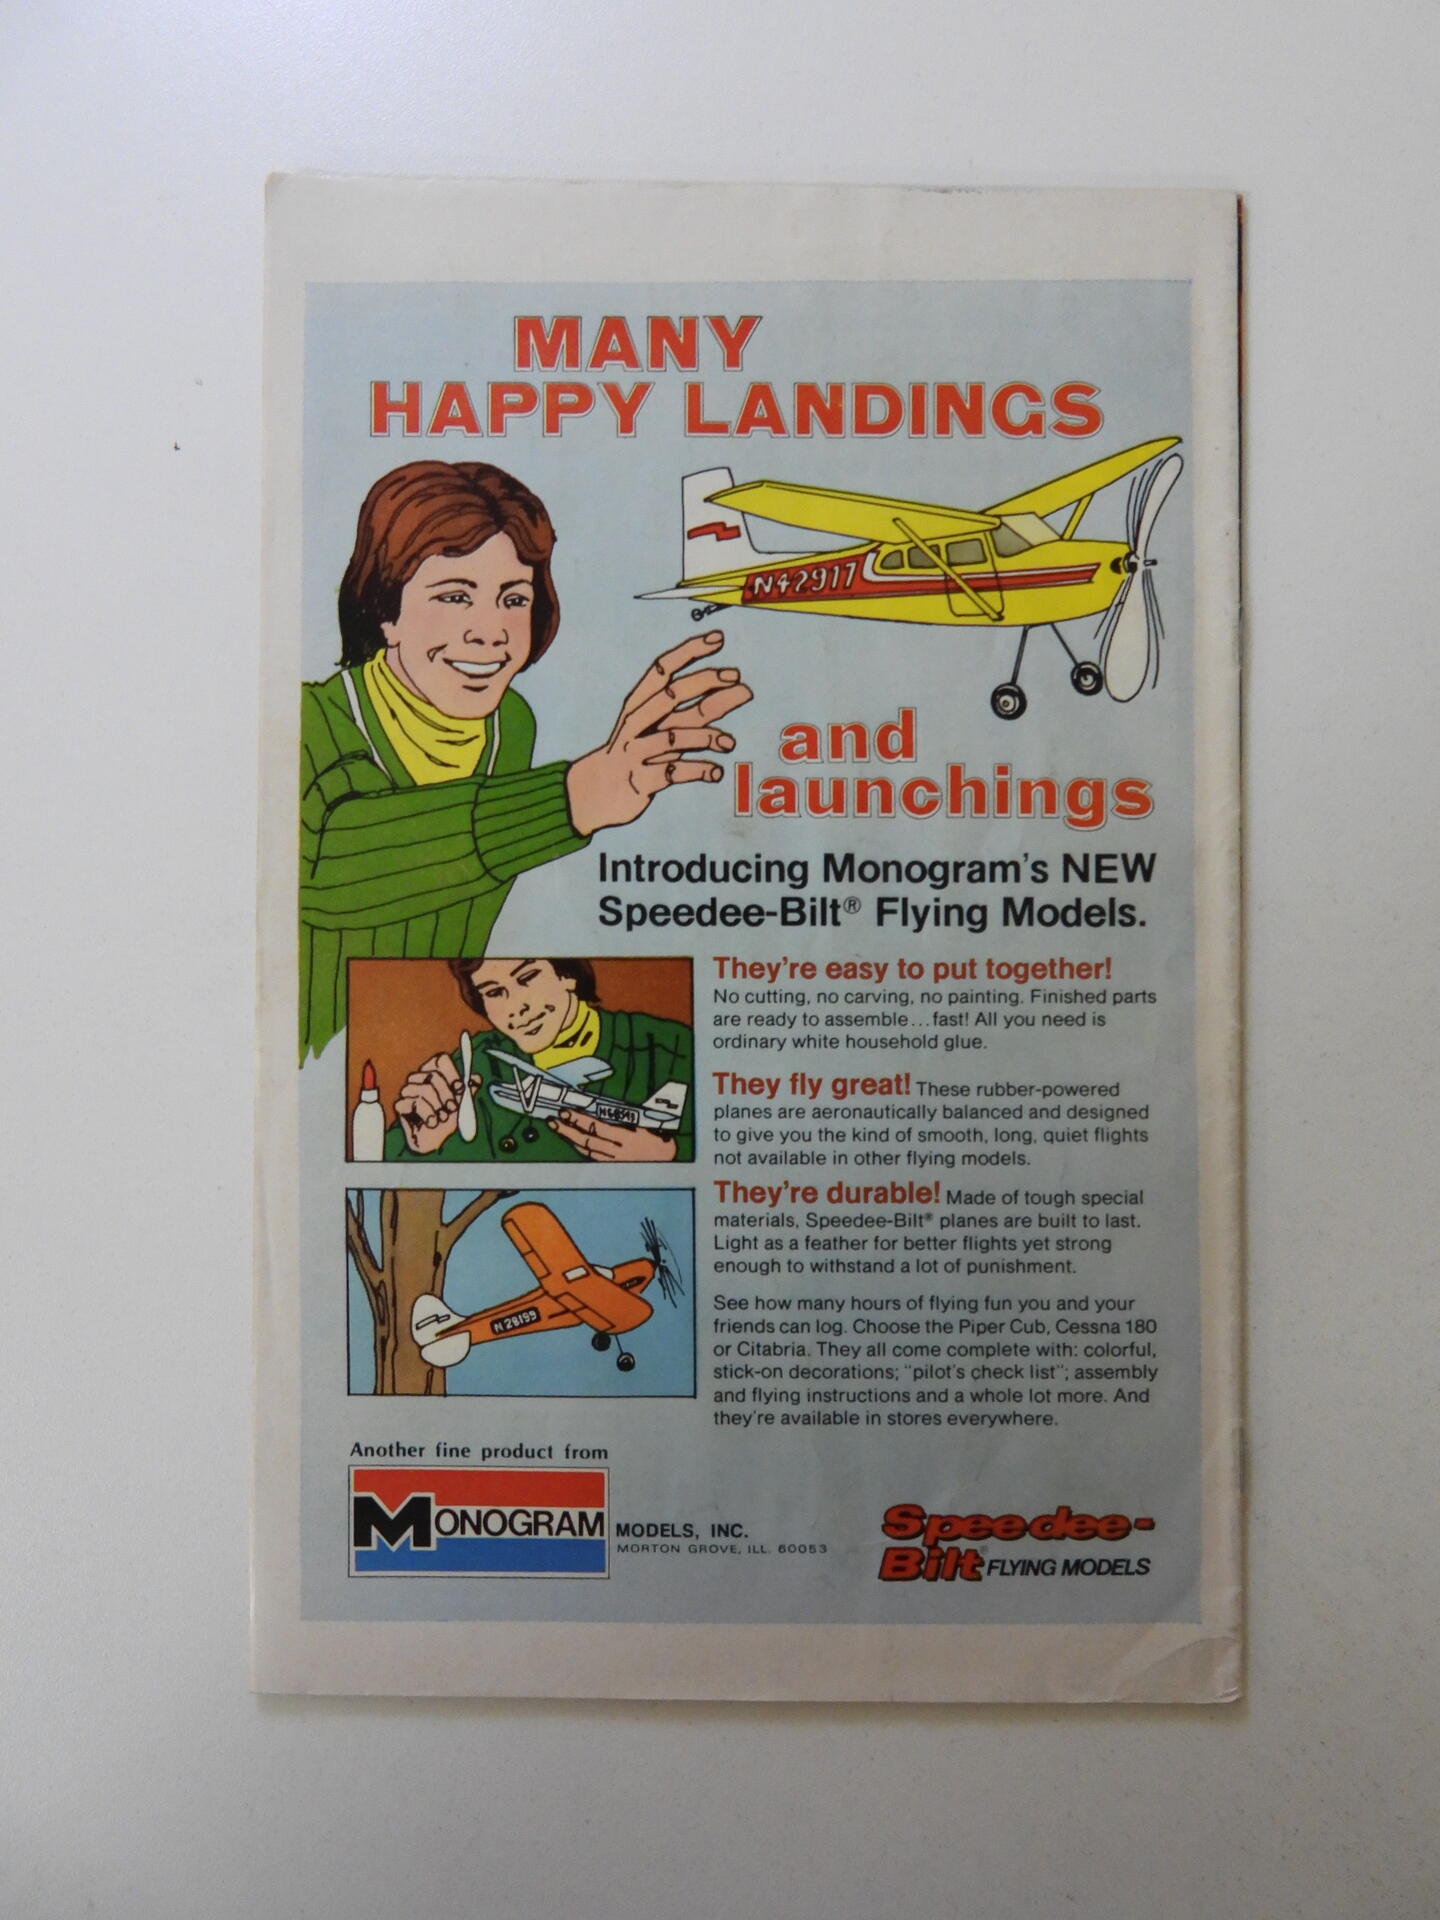 MANY
HAPPY LANDINGS
N42917
and
launchings
Introducing Monogram's NEW
Speedee-Bilt® Flying Models.
They're easy to put together!
No cutting, no carving, no painting. Finished parts
are ready to assemble...fast! All you need is
ordinary white household glue.
They fly great! These rubber-powered
planes are aeronautically balanced and designed
to give you the kind of smooth, long, quiet flights
not available in other flying models.
They're durable! Made of tough special
materials, Speedee-Bilt® planes are built to last.
Light as a feather for better flights yet strong
enough to withstand a lot of punishment.
N28199
See how many hours of flying fun you and your
friends can log. Choose the Piper Cub, Cessna 180
or Citabria. They all come complete with: colorful,
stick-on decorations; "pilot's check list"; assembly
and flying instructions and a whole lot more. And
they're available in stores everywhere.
Another fine product from
MONOGRAM MODELS, INC.
MORTON GROVE, ILL. 60053
Speedee-
Bilt® FLYING MODELS